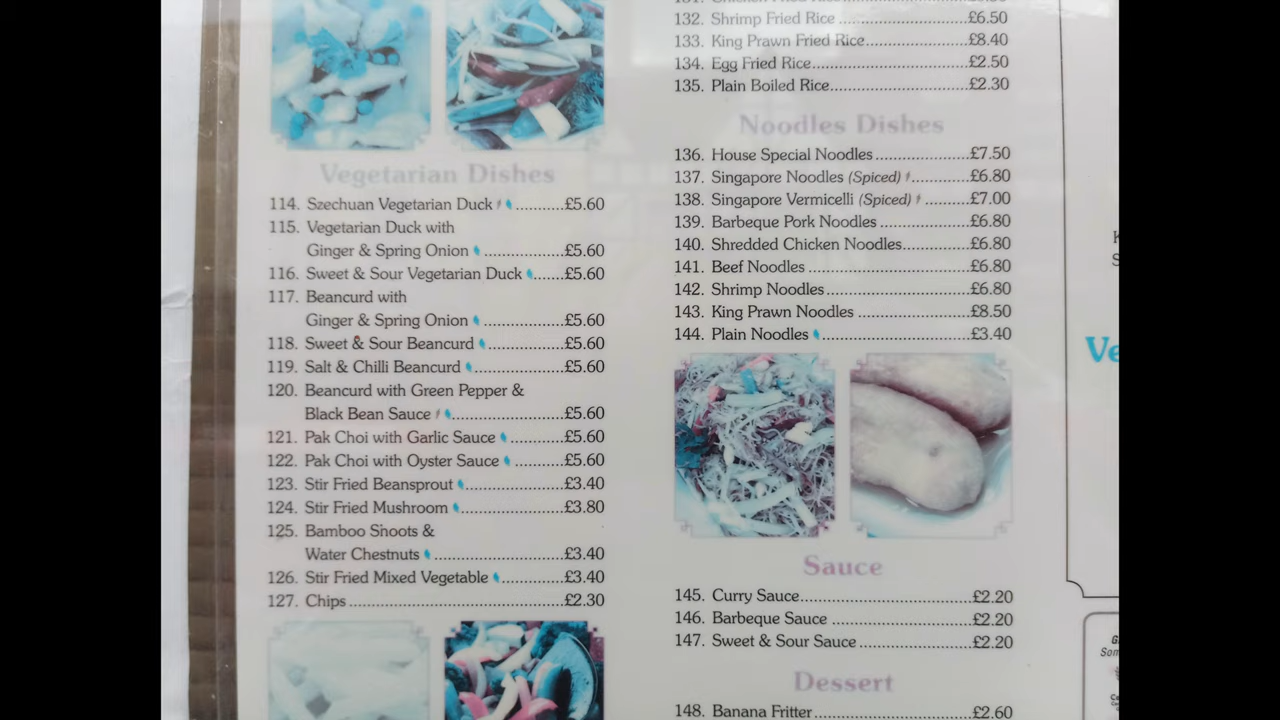 Vegetarian Dishes
114. Szechuan Vegetarian Duck ..........£5.60
115. Vegetarian Duck with
Ginger & Spring Onion ................£5.60
116. Sweet & Sour Vegetarian Duck ......£5.60
117. Beancurd with
Ginger & Spring Onion ................£5.60
118. Sweet & Sour Beancurd ...............£5.60
119. Salt & Chilli Beancurd ..................£5.60
120. Beancurd with Green Pepper &
Black Bean Sauce .......................£5.60
121. Pak Choi with Garlic Sauce ...........£5.60
122. Pak Choi with Oyster Sauce ..........£5.60
123. Stir Fried Beansprout ....................£3.40
124. Stir Fried Mushroom .....................£3.80
125. Bamboo Shoots &
Water Chestnuts ..........................£3.40
126. Stir Fried Mixed Vegetable .............£3.40
127. Chips ...........................................£2.30
132. Shrimp Fried Rice ..........................£6.50
133. King Prawn Fried Rice.....................£8.40
134. Egg Fried Rice................................£2.50
135. Plain Boiled Rice............................£2.30
Noodles Dishes
136. House Special Noodles ...................£7.50
137. Singapore Noodles (Spiced) ............£6.80
138. Singapore Vermicelli (Spiced) .........£7.00
139. Barbeque Pork Noodles ..................£6.80
140. Shredded Chicken Noodles..............£6.80
141. Beef Noodles .................................£6.80
142. Shrimp Noodles..............................£6.80
143. King Prawn Noodles .......................£8.50
144. Plain Noodles ................................£3.40
Sauce
145. Curry Sauce...................................£2.20
146. Barbeque Sauce .............................£2.20
147. Sweet & Sour Sauce .......................£2.20
Dessert
148. Banana Fritter ................................£2.60